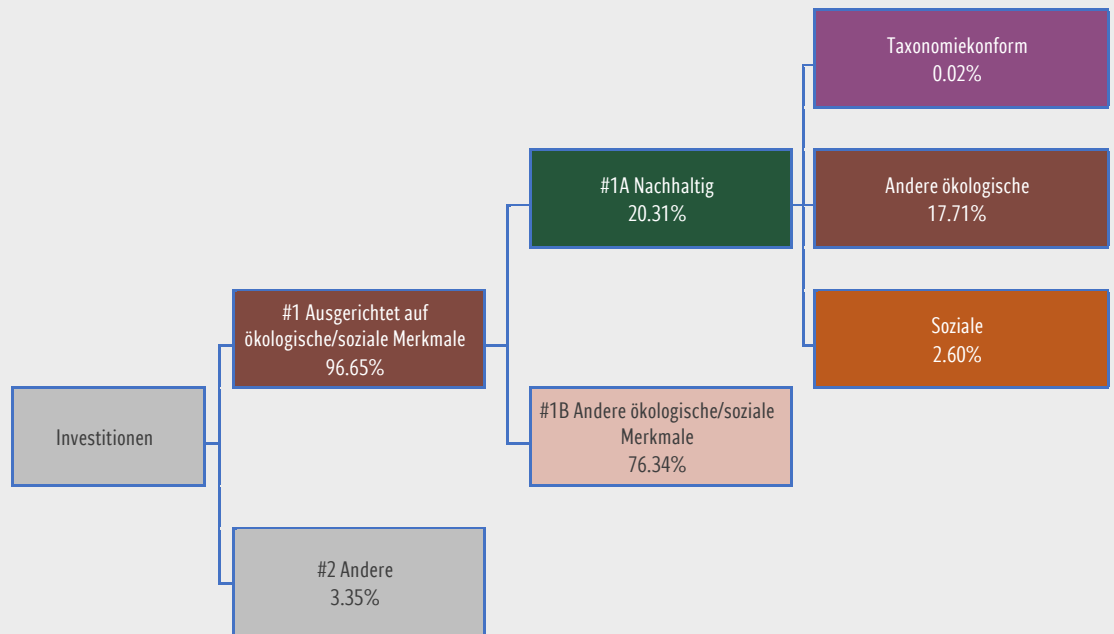 Investitionen
#1 Ausgerichtet auf
ökologische/soziale Merkmale
96.65%
#2 Andere
3.35%
#1A Nachhaltig
20.31%
#1B Andere ökologische/soziale
Merkmale
76.34%
Taxonomiekonform
0.02%
Andere ökologische
17.71%
Soziale
2.60%